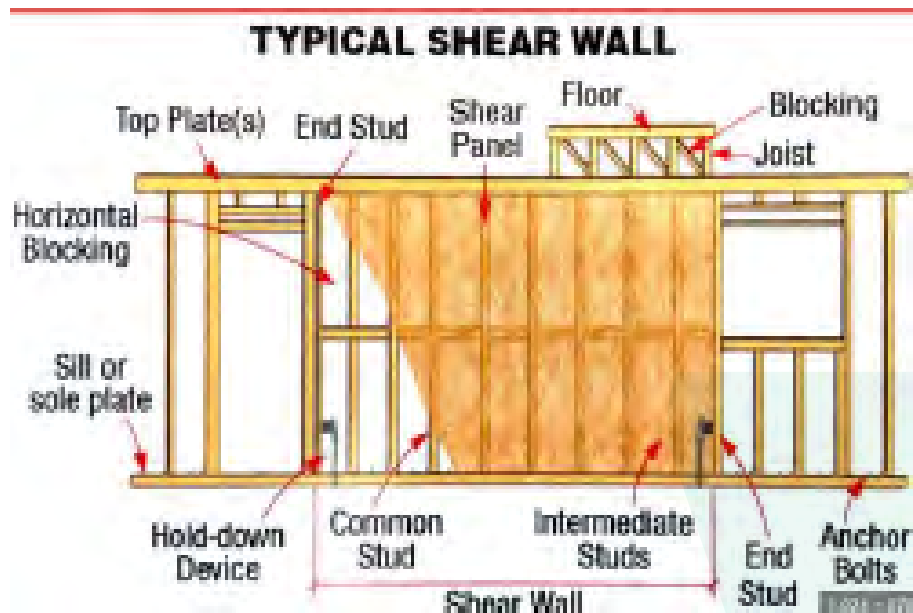 TYPICAL SHEAR WALL
Top Plate(s)
End Stud
Shear
Panel
Floor
Blocking
Joist
Horizontal
Blocking
Sill or
sole plate
Hold-down
Device
Common
Stud
Intermediate
Studs
End
Stud
Anchor
Bolts
Shear Wall